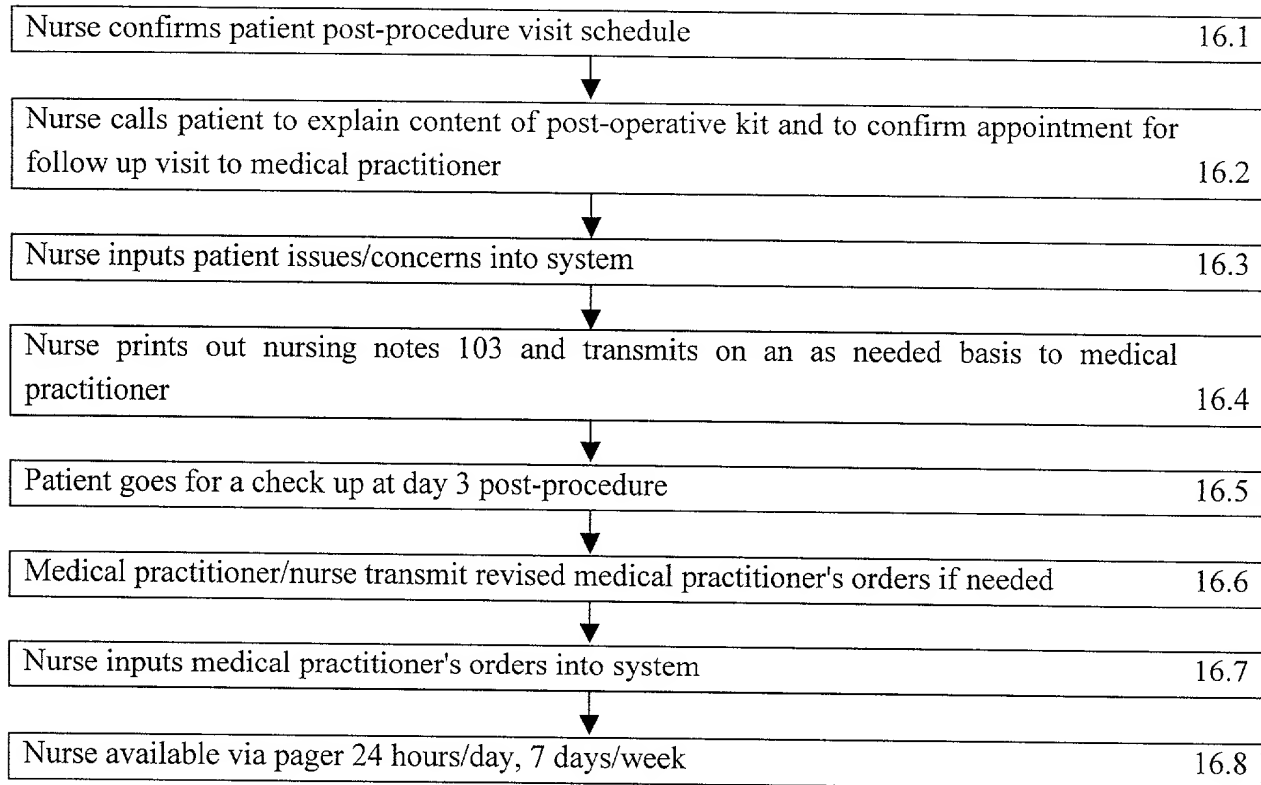 Nurse confirms patient post-procedure visit schedule 16.1
Nurse calls patient to explain content of post-operative kit and to confirm appointment for
follow up visit to medical practitioner 16.2
Nurse inputs patient issues/concerns into system 16.3
Nurse prints out nursing notes 103 and transmits on an as needed basis to medical
practitioner 16.4
Patient goes for a check up at day 3 post-procedure 16.5
Medical practitioner/nurse transmit revised medical practitioner's orders if needed 16.6
Nurse inputs medical practitioner's orders into system 16.7
Nurse available via pager 24 hours/day, 7 days/week 16.8